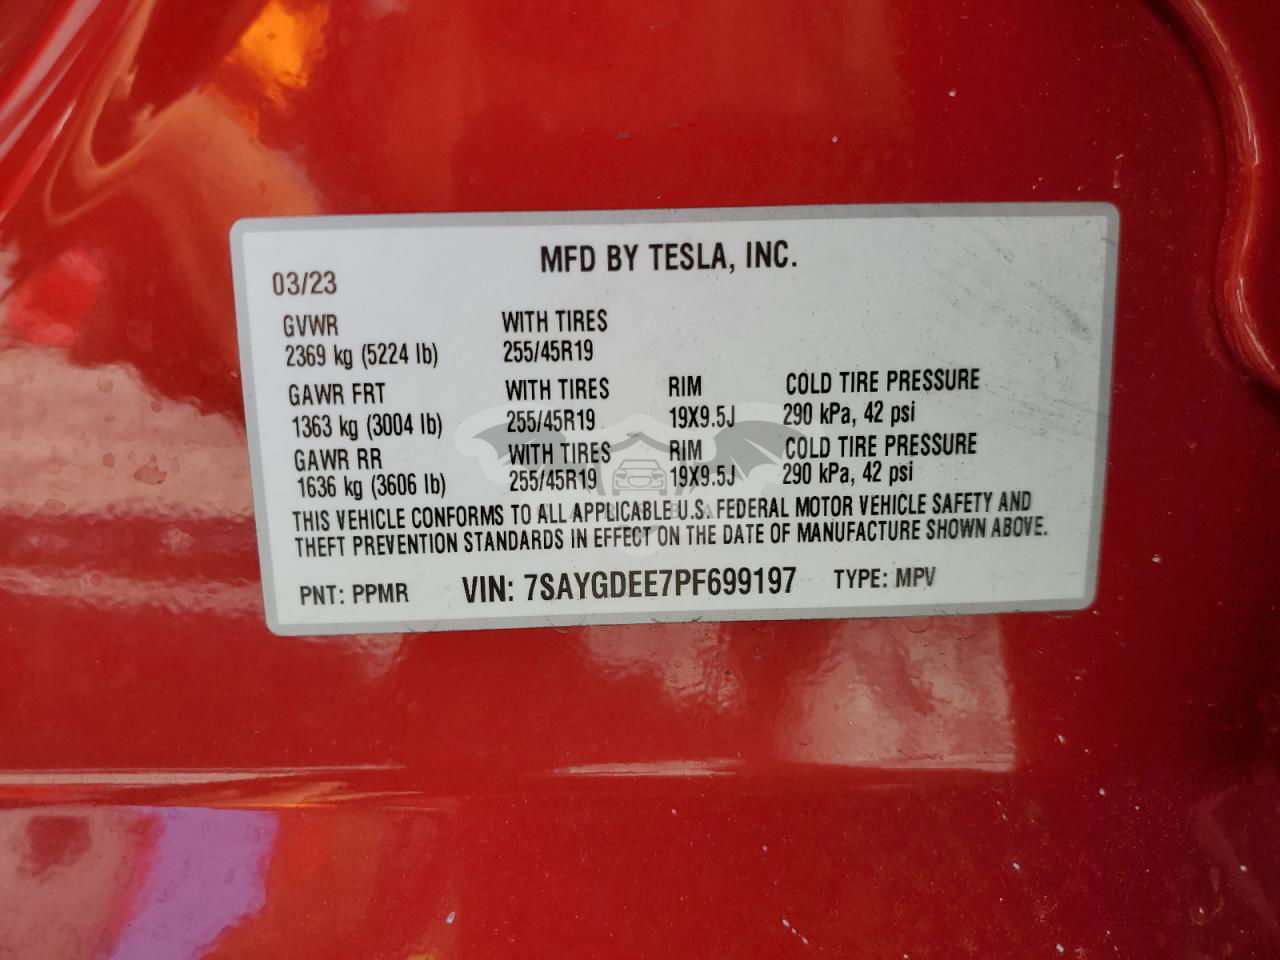 MFD BY TESLA, INC.
03/23
GVWR WITH TIRES
2369 kg (5224 lb) 255/45R19
GAWR FRT WITH TIRES RIM COLD TIRE PRESSURE
1363 kg (3004 lb) 255/45R19 19X9.5J 290 kPa, 42 psi
GAWR RR WITH TIRES RIM COLD TIRE PRESSURE
1636 kg (3606 lb) 255/45R19 19X9.5J 290 kPa, 42 psi
THIS VEHICLE CONFORMS TO ALL APPLICABLE U.S. FEDERAL MOTOR VEHICLE SAFETY AND
THEFT PREVENTION STANDARDS IN EFFECT ON THE DATE OF MANUFACTURE SHOWN ABOVE.
PNT: PPMR VIN: 7SAYGDEE7PF699197 TYPE: MPV